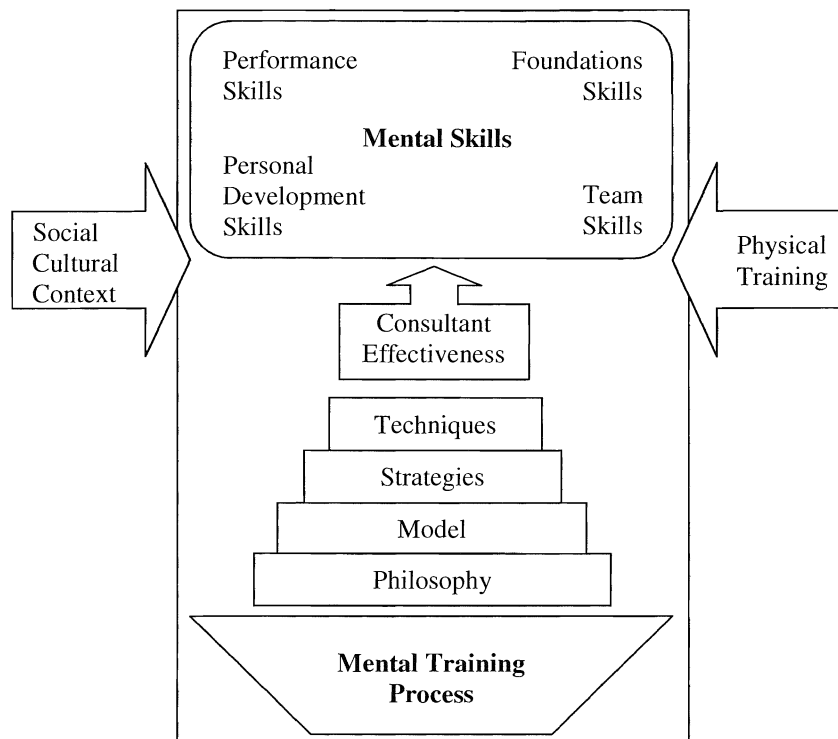 Performance
Skills
Foundations
Skills
Mental Skills
Personal
Development
Skills
Team
Skills
Social
Cultural
Context
Physical
Training
Consultant
Effectiveness
Techniques
Strategies
Model
Philosophy
Mental Training
Process